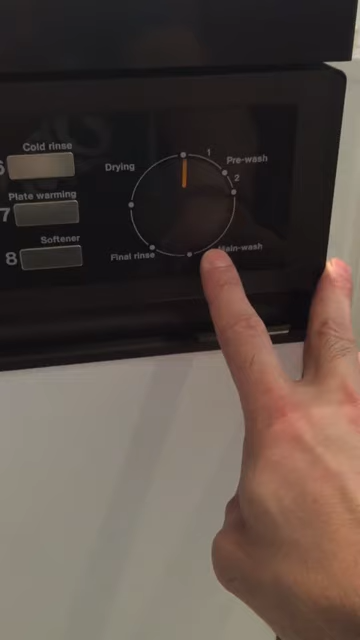 Cold rinse
6
Plate warming
7
Softener
8
Drying
1
Pre-wash
2
Main-wash
Final rinse